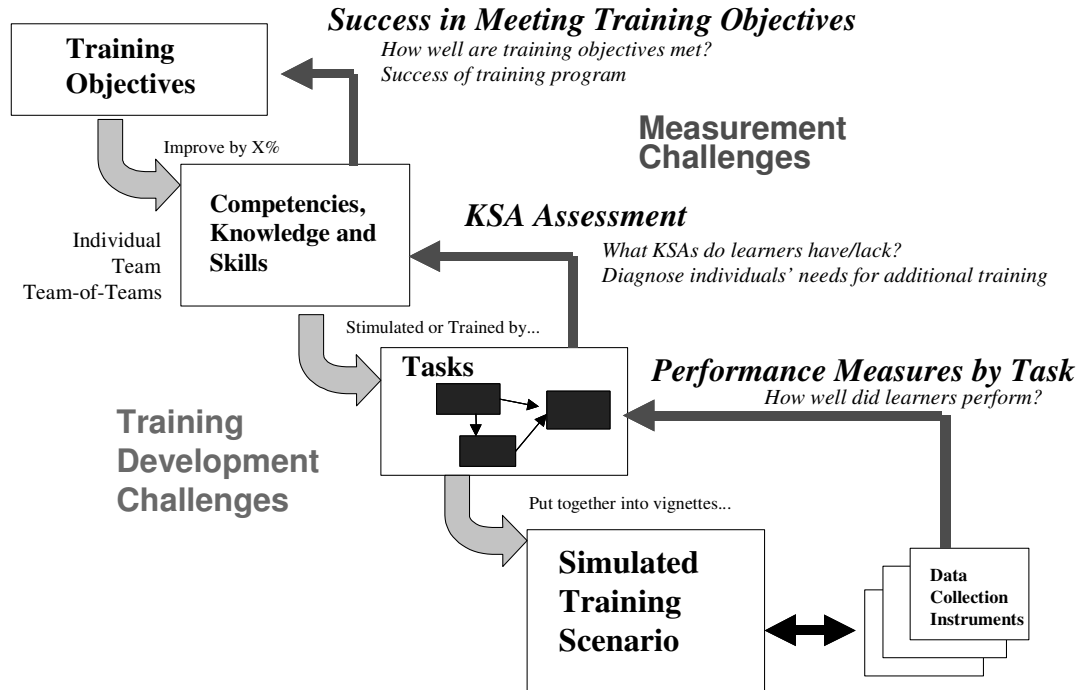 Success in Meeting Training Objectives
How well are training objectives met?
Success of training program
Training
Objectives
Measurement
Challenges
Improve by X%
Competencies,
Knowledge and
Skills
Individual
Team
Team-of-Teams
KSA Assessment
What KSAs do learners have/lack?
Diagnose individuals’ needs for additional training
Stimulated or Trained by...
Tasks
Performance Measures by Task
How well did learners perform?
Training
Development
Challenges
Put together into vignettes...
Simulated
Training
Scenario
Data
Collection
Instruments